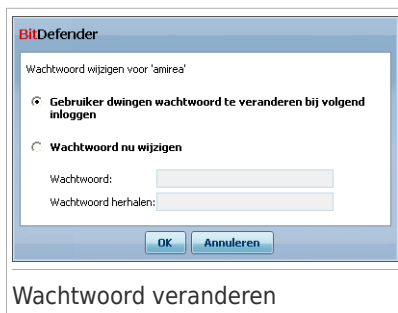 BitDefender
Wachtwoord wijzigen voor 'amirea'
Gebruiker dwingen wachtwoord te veranderen bij volgend
inloggen
Wachtwoord nu wijzigen
Wachtwoord:
Wachtwoord herhalen:
OK Annuleren
Wachtwoord veranderen